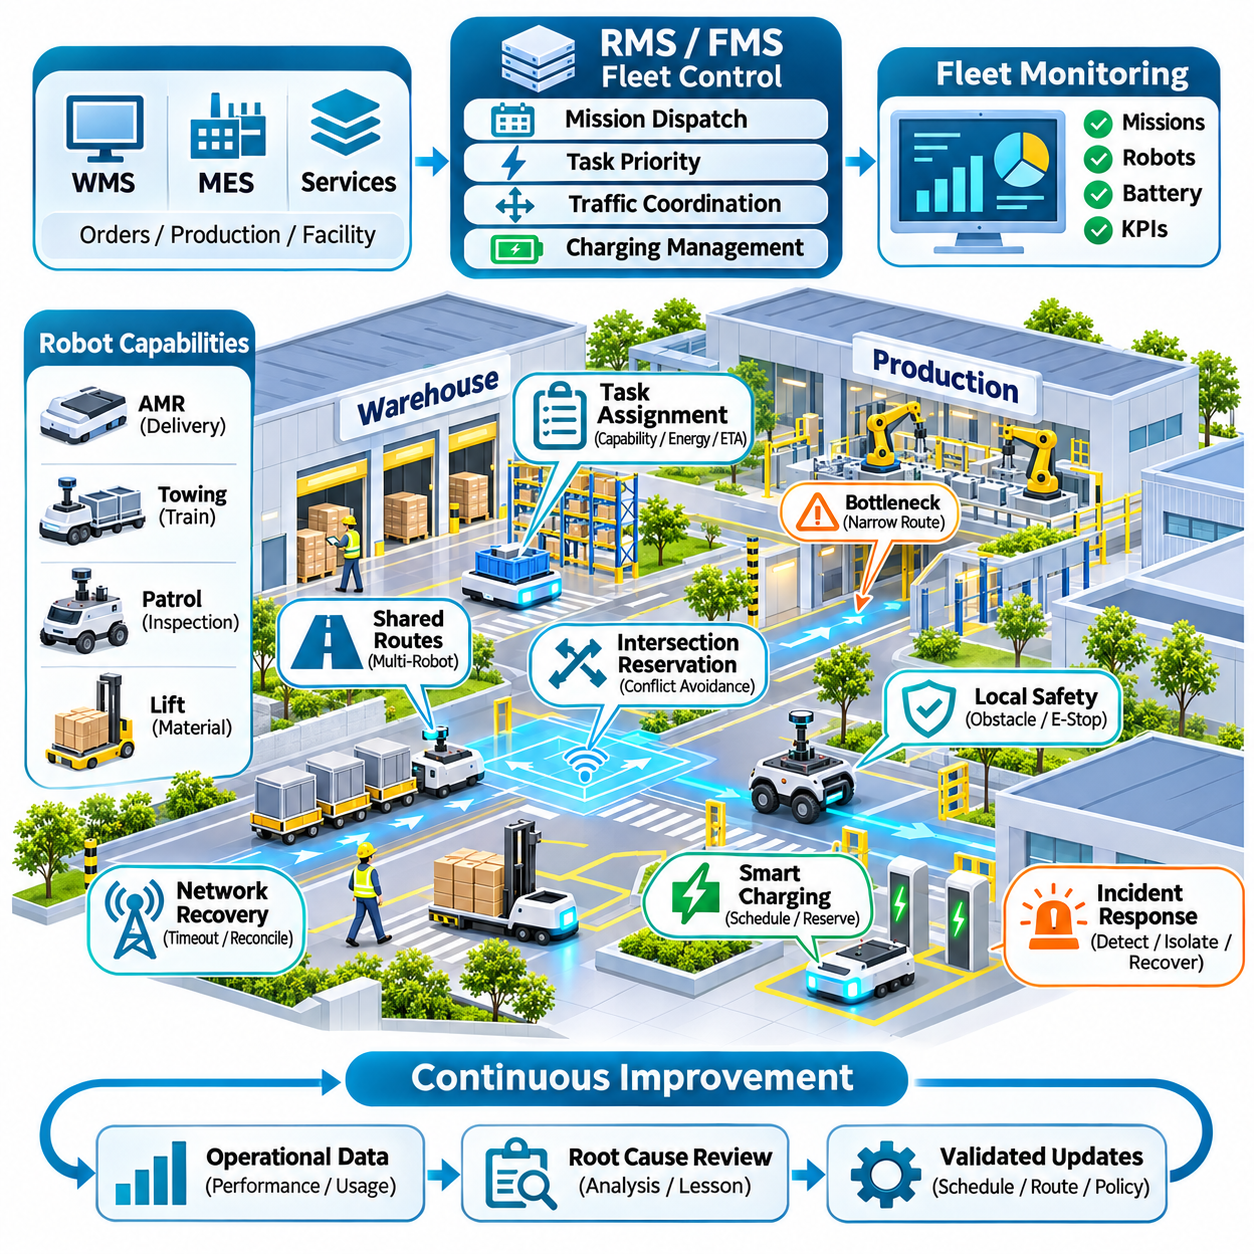 WMS
MES
Services
Orders / Production / Facility
RMS / FMS
Fleet Control
Mission Dispatch
Task Priority
Traffic Coordination
Charging Management
Fleet Monitoring
Missions
Robots
Battery
KPIs
Robot Capabilities
AMR
(Delivery)
Towing
(Train)
Patrol
(Inspection)
Lift
(Material)
Warehouse
Production
Task
Assignment
(Capability / Energy / ETA)
Bottleneck
(Narrow Route)
Shared
Routes
(Multi-Robot)
Intersection
Reservation
(Conflict Avoidance)
Local Safety
(Obstacle / E-Stop)
Network
Recovery
(Timeout / Reconcile)
Smart
Charging
(Schedule / Reserve)
Incident
Response
(Detect / Isolate /
Recover)
Continuous Improvement
Operational Data
(Performance / Usage)
Root Cause Review
(Analysis / Lesson)
Validated Updates
(Schedule / Route / Policy)